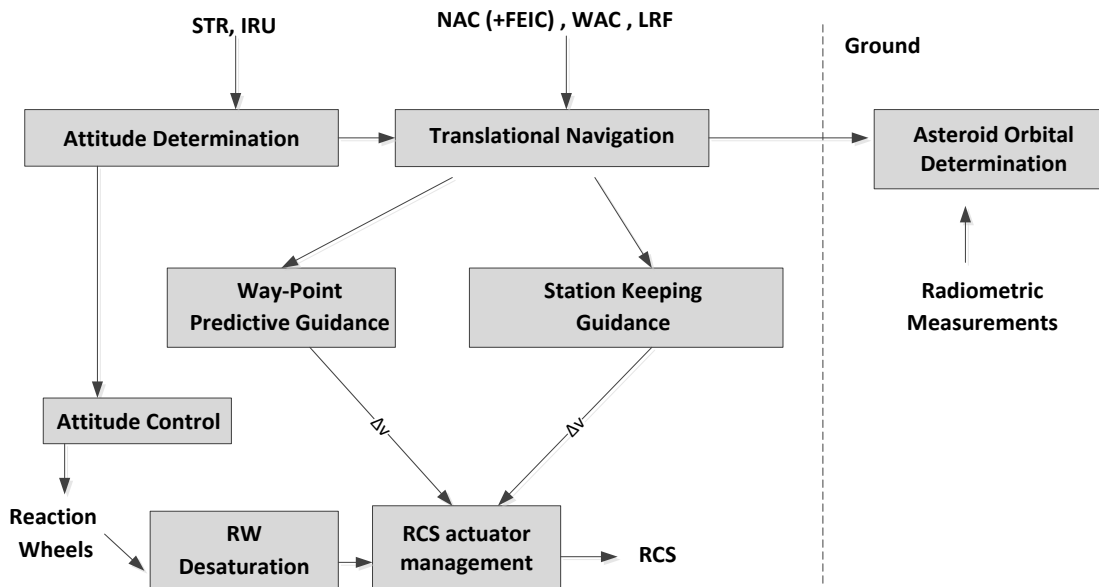 STR, IRU
NAC (+FEIC) , WAC , LRF
Ground
Attitude Determination
Translational Navigation
Asteroid Orbital
Determination
Way-Point
Predictive Guidance
Station Keeping
Guidance
Radiometric
Measurements
Attitude Control
Δv
Δv
Reaction
Wheels
RW
Desaturation
RCS actuator
management
RCS